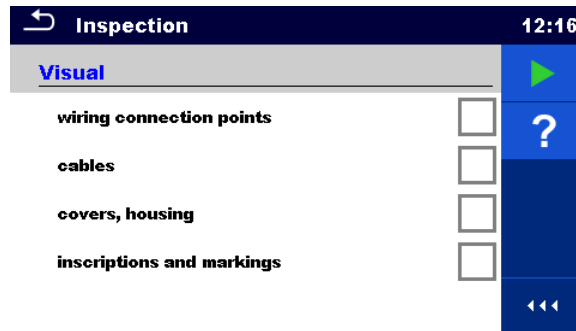 Inspection 12:16
Visual
wiring connection points
?
cables
covers, housing
inscriptions and markings